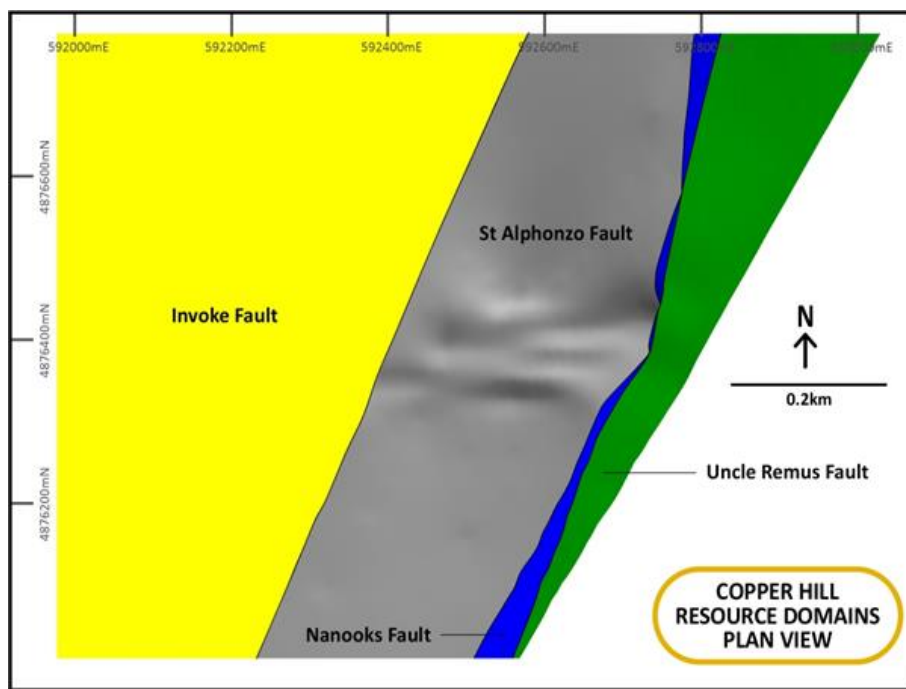 592000mE
592200mE
592400mE
592600mE
592800mE
4876600mN
4876400mN
4876200mN
St Alphonzo Fault
Invoke Fault
N
0.2km
Uncle Remus Fault
Nanooks Fault
COPPER HILL
RESOURCE DOMAINS
PLAN VIEW